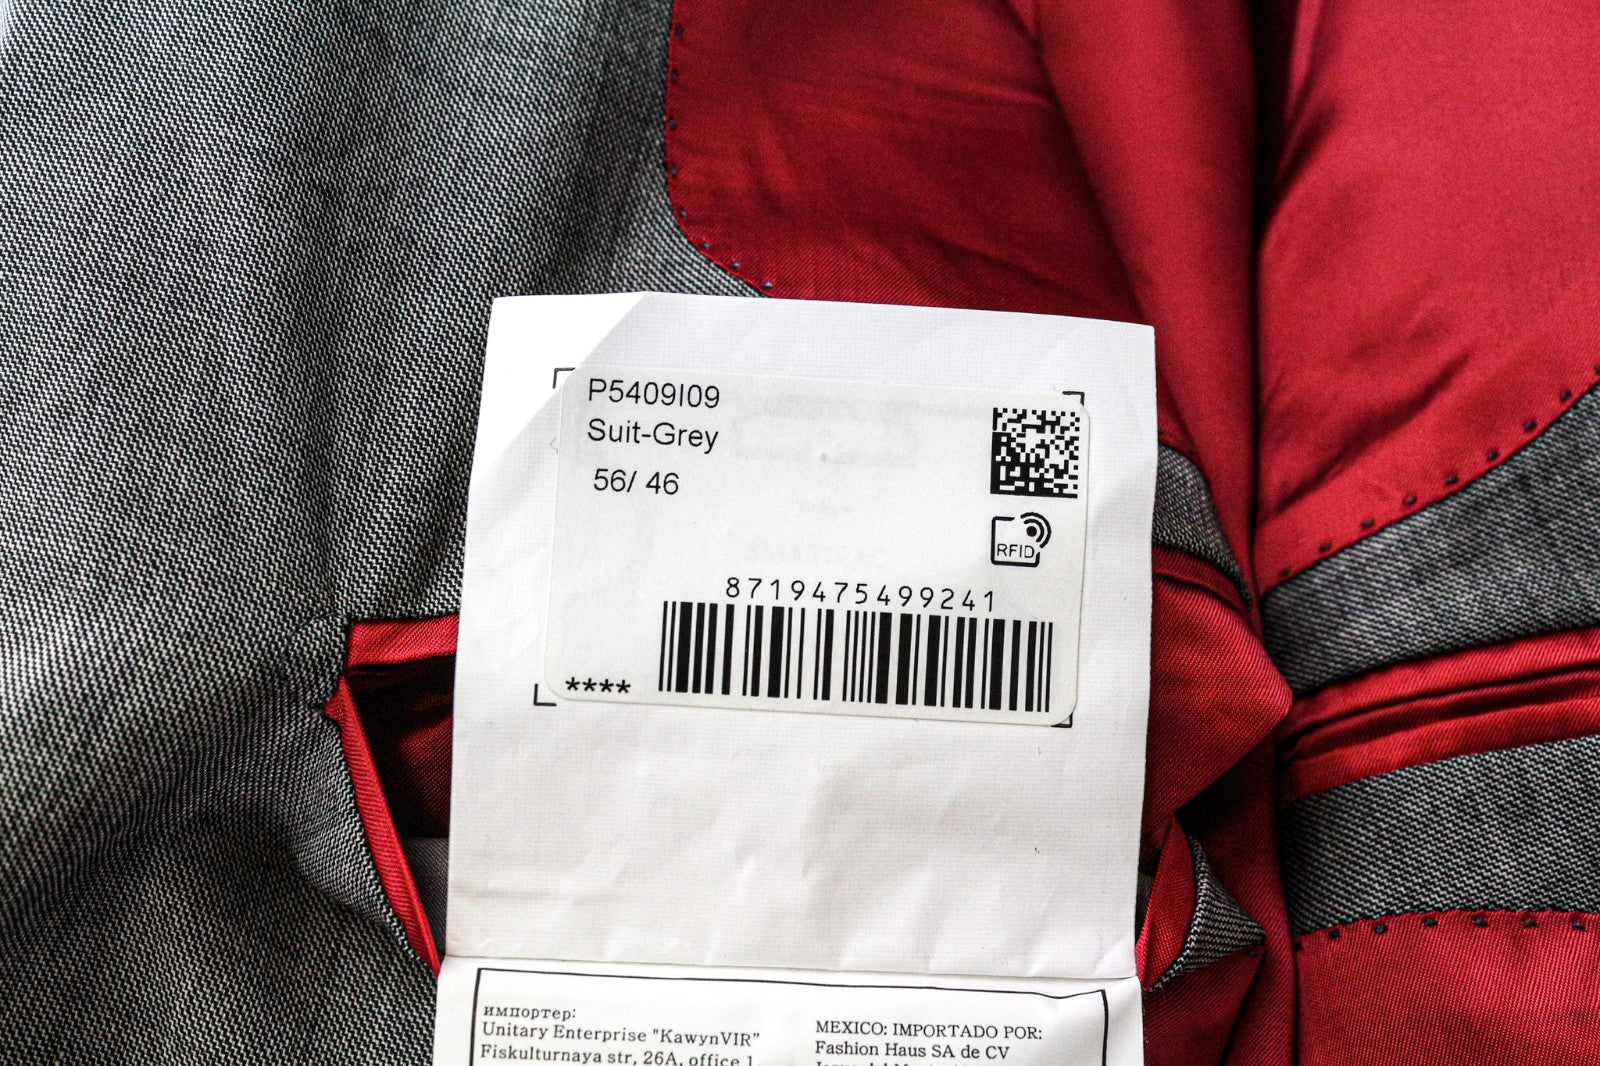 P5409I09
Suit-Grey
56/ 46
RFID
8719475499241
****
импортер:
Unitary Enterprise "KawynVIR"
Fiskulturnaya str, 26A, office 1
MEXICO: IMPORTADO POR:
Fashion Haus SA de CV